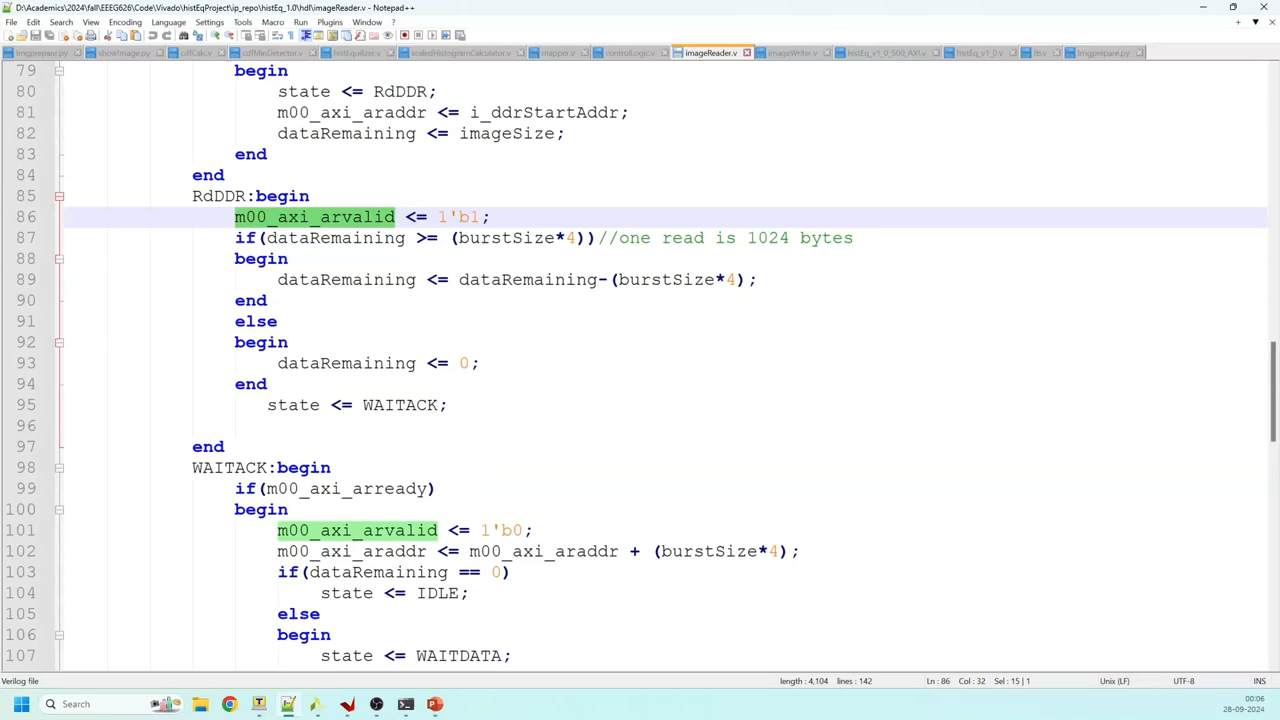 D:\Academics\2024\fall\EEEG626\Code\Vivado\histEqProject\ip_repo\histEq_1.0\hdl\imageReader.v - Notepad++
File Edit Search View Encoding Language Settings Tools Macro Run Plugins Window ?
Imgprepare.py showImage.py cdfCalc.v cdfMinDetector.v histEqualizer.v scaledHistogramCalculator.v mapper.v controlLogic.v imageReader.v imageWriter.v histEq_v1_0_S00_AXI.v histEq_v1_0.v tb.v Imgprepare.py
79 begin
80 state <= RdDDR;
81 m00_axi_araddr <= i_ddrStartAddr;
82 dataRemaining <= imageSize;
83 end
84 end
85 RdDDR:begin
86 m00_axi_arvalid <= 1'b1;
87 if(dataRemaining >= (burstSize*4))//one read is 1024 bytes
88 begin
89 dataRemaining <= dataRemaining-(burstSize*4);
90 end
91 else
92 begin
93 dataRemaining <= 0;
94 end
95 state <= WAITACK;
96
97 end
98 WAITACK:begin
99 if(m00_axi_arready)
100 begin
101 m00_axi_arvalid <= 1'b0;
102 m00_axi_araddr <= m00_axi_araddr + (burstSize*4);
103 if(dataRemaining == 0)
104 state <= IDLE;
105 else
106 begin
107 state <= WAITDATA;
Verilog file length : 4,104 lines : 142 Ln : 86 Col : 32 Sel : 15 | 1 Unix (LF) UTF-8 INS
Search
00:06
28-09-2024